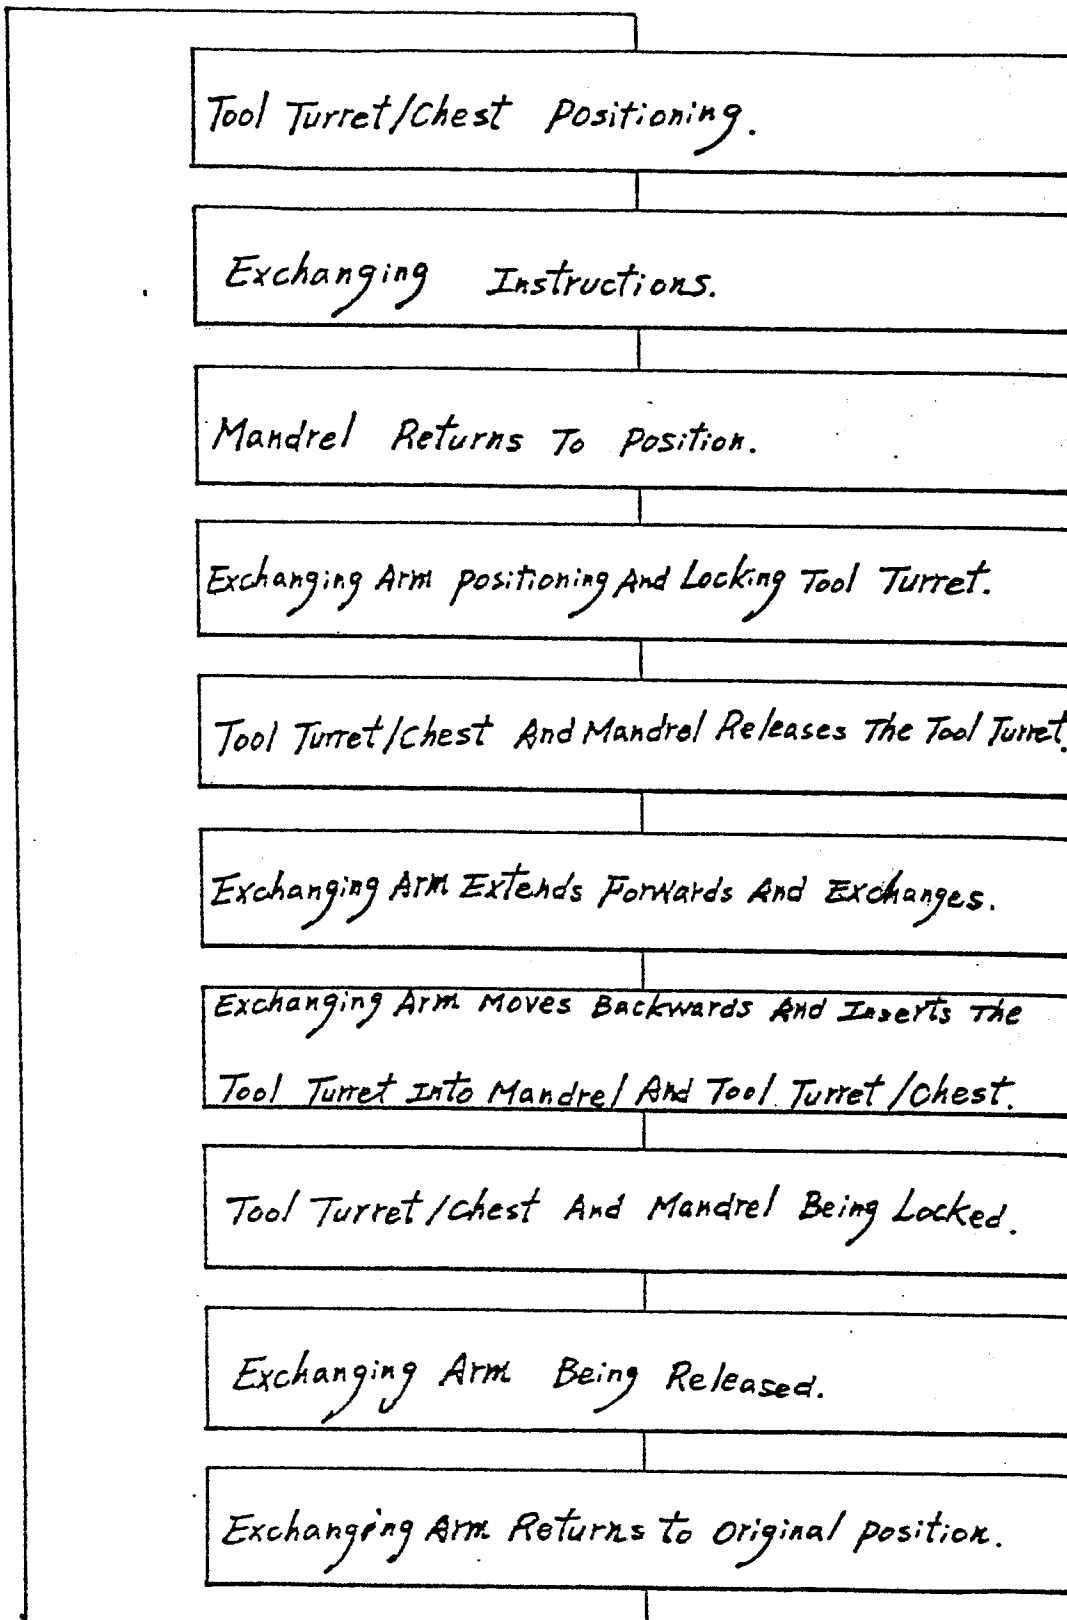 Tool Turret/Chest Positioning.
Exchanging Instructions.
Mandrel Returns To Position.
Exchanging Arm Positioning And Locking Tool Turret.
Tool Turret/Chest And Mandrel Releases The Tool Turret.
Exchanging Arm Extends Forwards And Exchanges.
Exchanging Arm Moves Backwards And Inserts The
Tool Turret Into Mandrel And Tool Turret/Chest.
Tool Turret/Chest And Mandrel Being Locked.
Exchanging Arm Being Released.
Exchanging Arm Returns to Original Position.